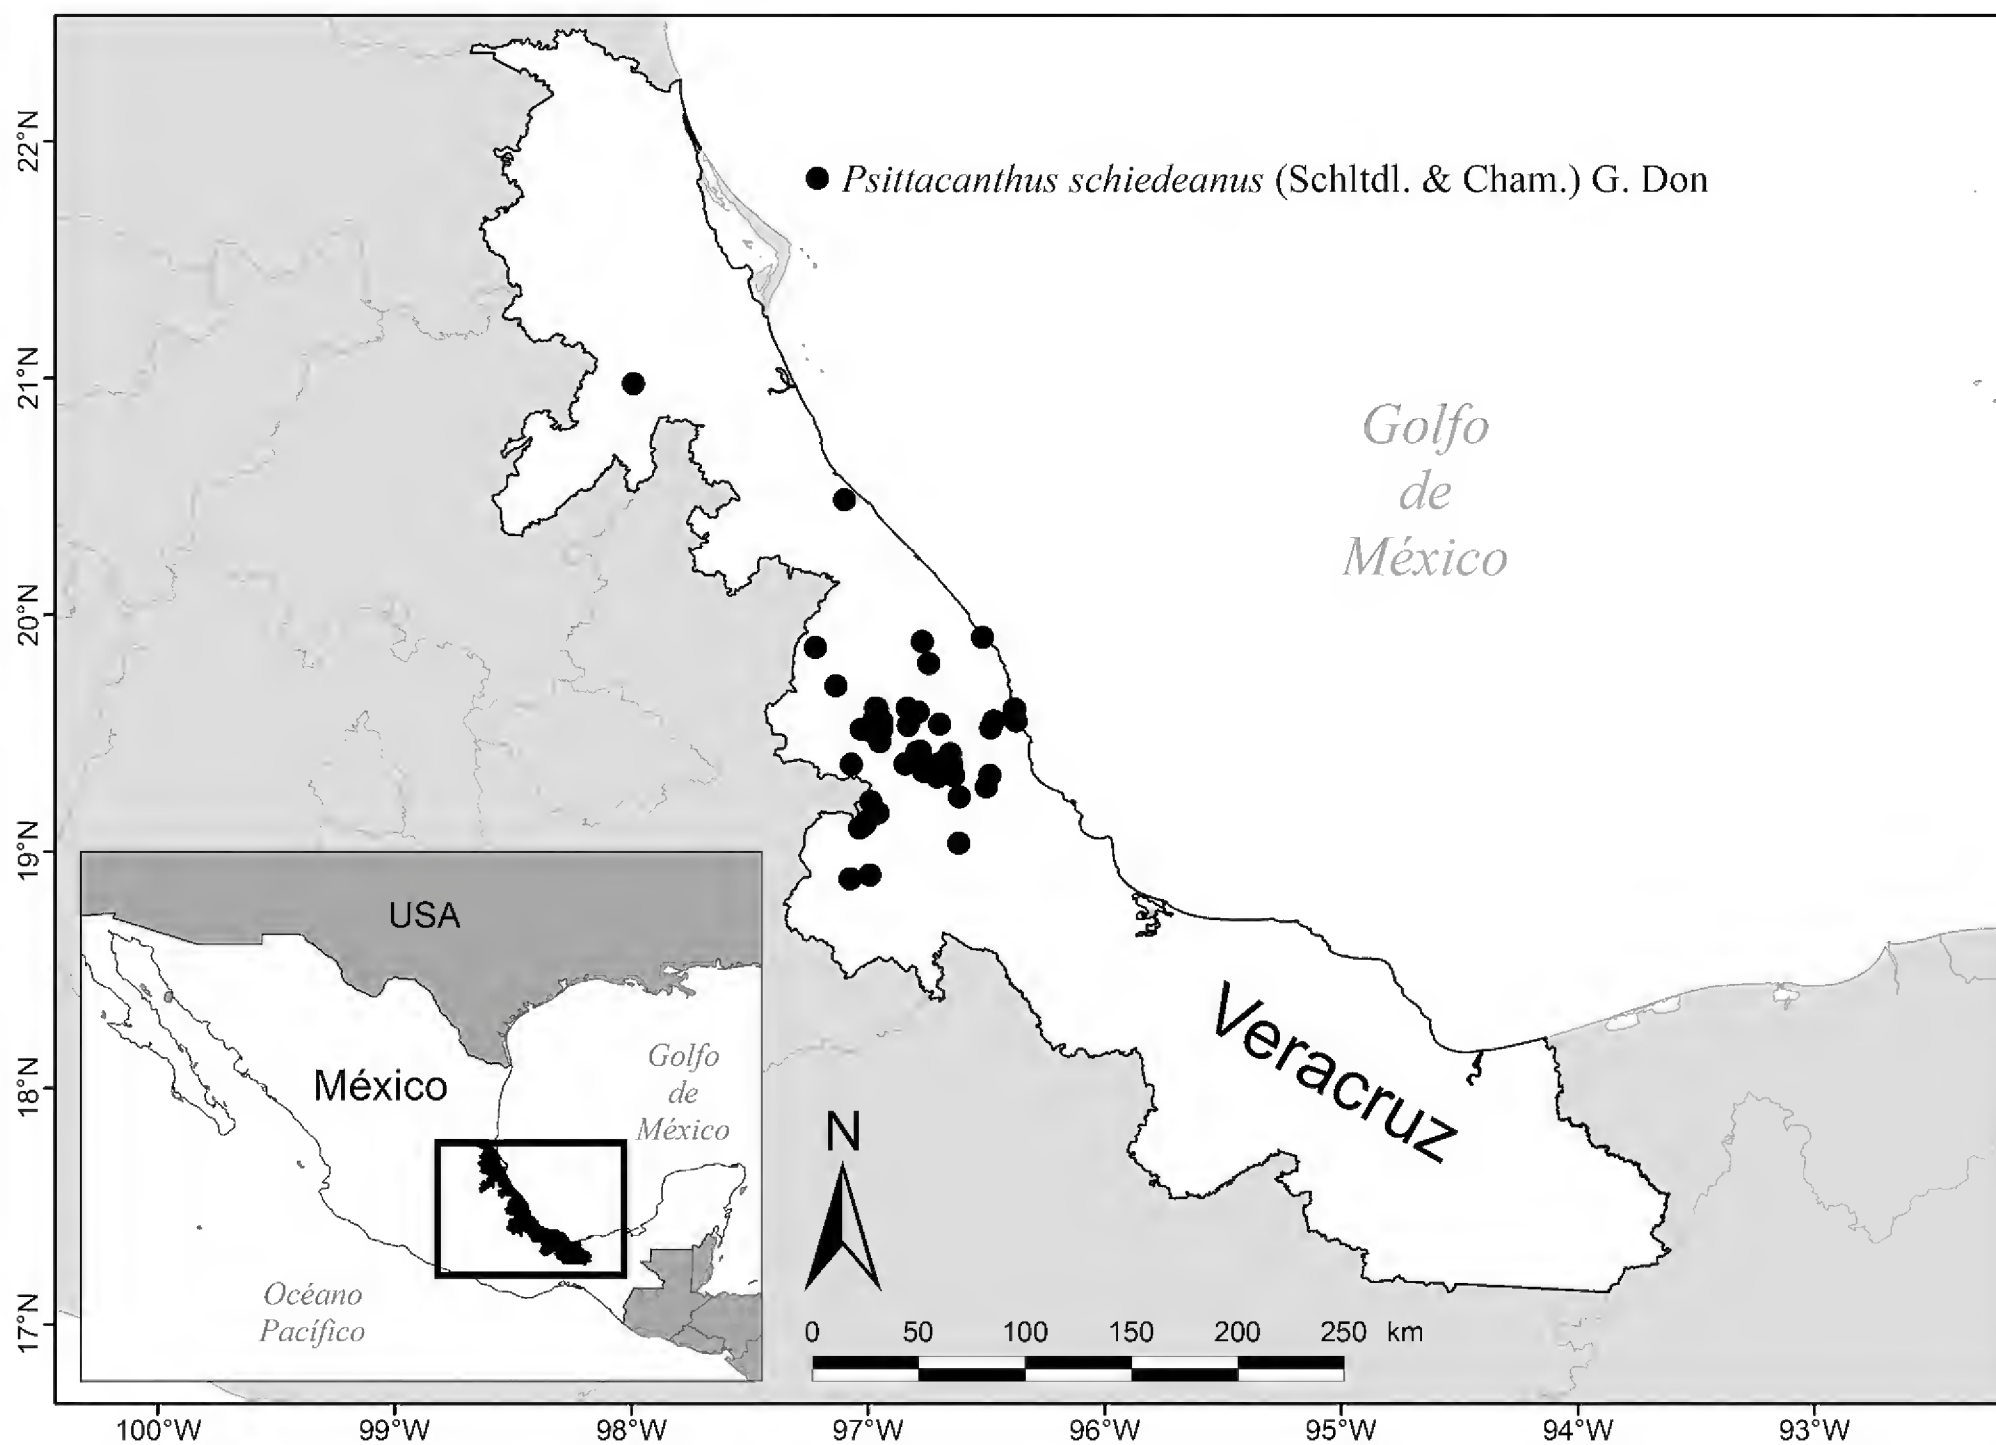 22°N
21°N
20°N
19°N
18°N
17°N
Psittacanthus schiedeanus (Schltdl. & Cham.) G. Don
Golfo
de
México
USA
México
Golfo
de
México
Océano
Pacífico
Veracruz
N
0 50 100 150 200 250 km
100°W 99°W 98°W 97°W 96°W 95°W 94°W 93°W